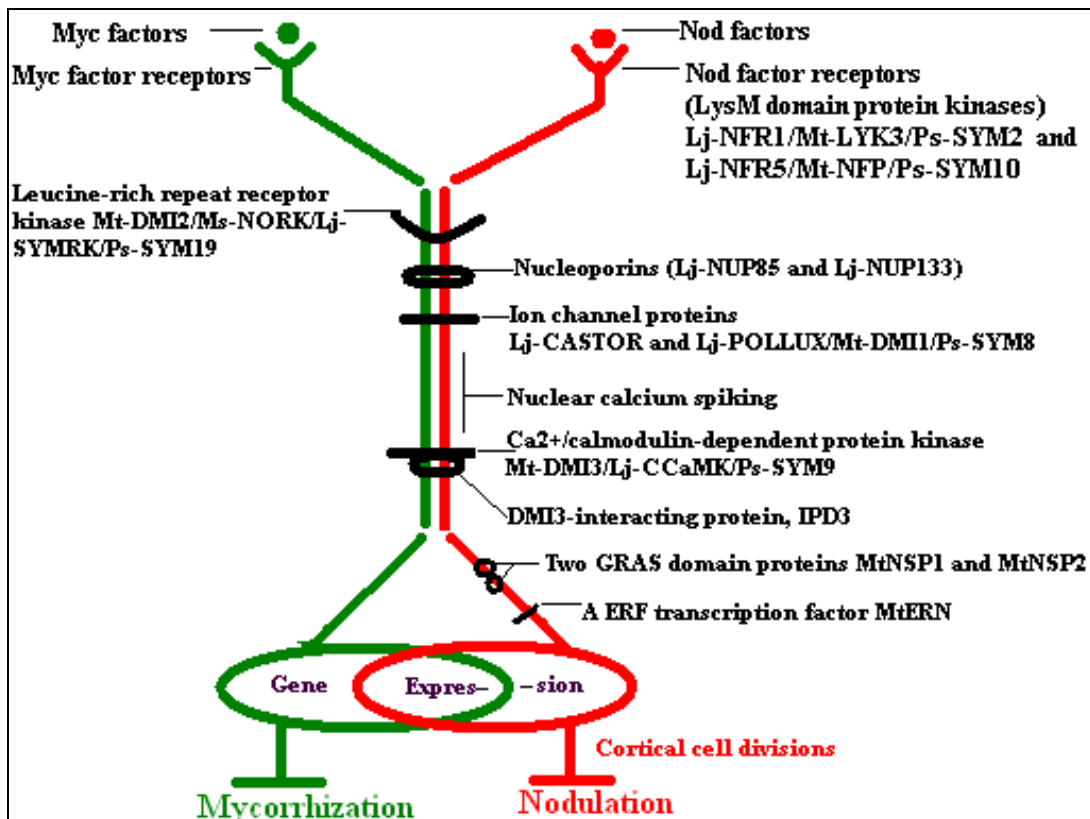 Myc factors
Myc factor receptors
Nod factors
Nod factor receptors
(LysM domain protein kinases)
Lj-NFR1/Mt-LYK3/Ps-SYM2 and
Lj-NFR5/Mt-NFP/Ps-SYM10
Leucine-rich repeat receptor
kinase Mt-DMI2/Ms-NORK/Lj-
SYMRK/Ps-SYM19
Nucleoporins (Lj-NUP85 and Lj-NUP133)
Ion channel proteins
Lj-CASTOR and Lj-POLLUX/Mt-DMI1/Ps-SYM8
Nuclear calcium spiking
Ca2+/calmodulin-dependent protein kinase
Mt-DMI3/Lj-CCaMK/Ps-SYM9
DMI3-interacting protein, IPD3
Two GRAS domain proteins MtNSP1 and MtNSP2
A ERF transcription factor MtERN
Gene Expres- -sion
Cortical cell divisions
Mycorrhization Nodulation